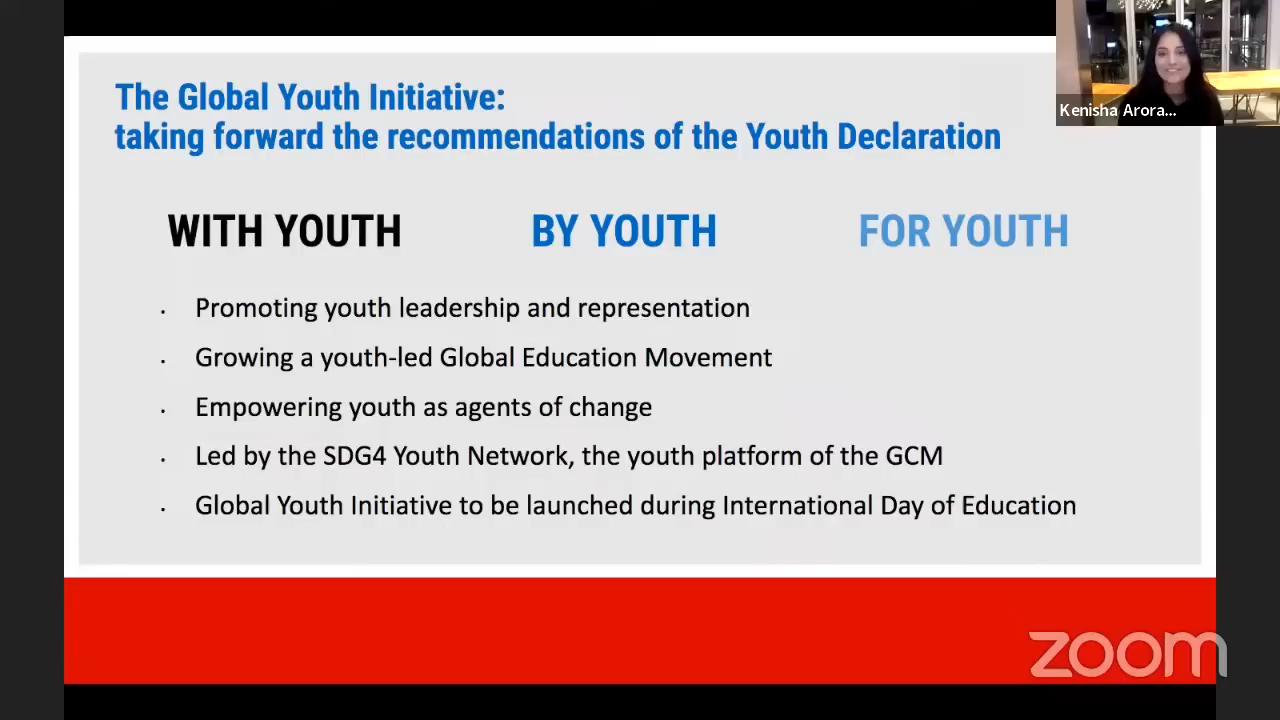 The Global Youth Initiative:
taking forward the recommendations of the Youth Declaration
Kenisha Arora...
WITH YOUTH BY YOUTH FOR YOUTH
· Promoting youth leadership and representation
· Growing a youth-led Global Education Movement
· Empowering youth as agents of change
· Led by the SDG4 Youth Network, the youth platform of the GCM
· Global Youth Initiative to be launched during International Day of Education
zoom